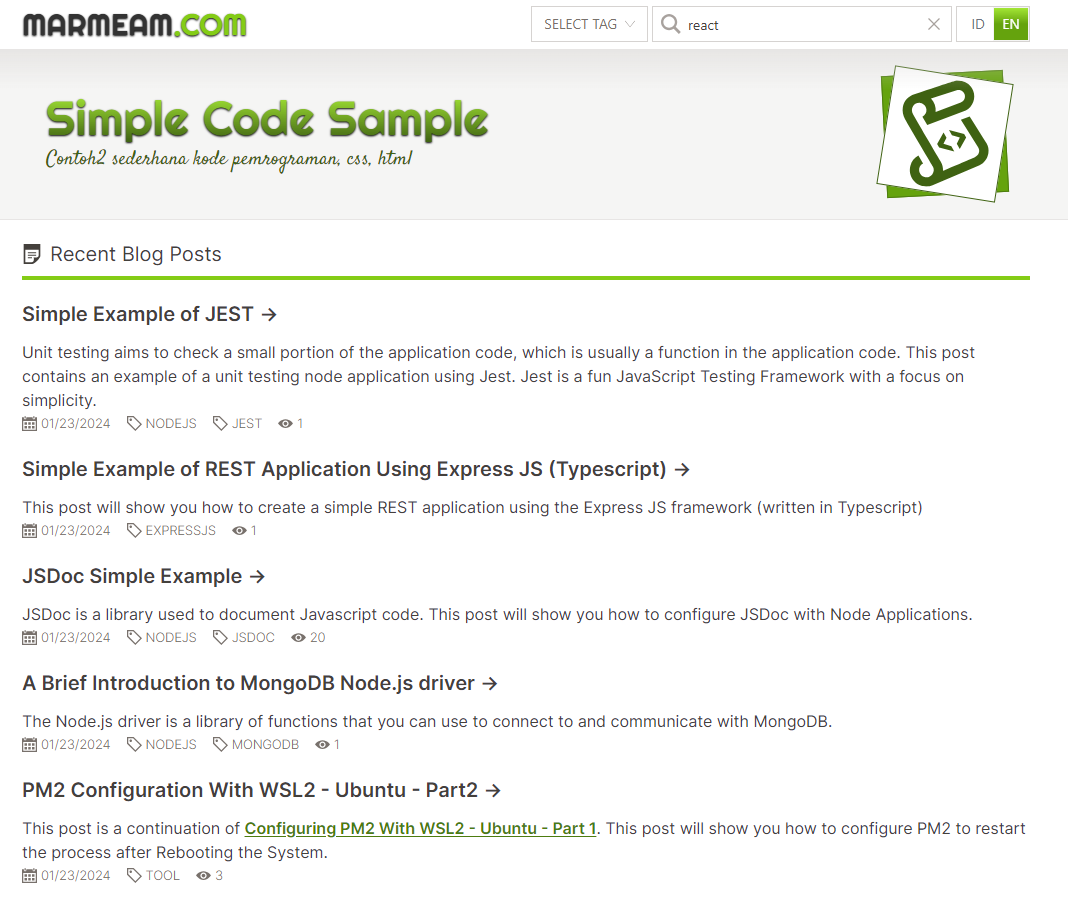 MARMEAM.COM
SELECT TAG
react
ID EN
Simple Code Sample
Contoh2 sederhana kode pemrograman, css, html
Recent Blog Posts
Simple Example of JEST →
Unit testing aims to check a small portion of the application code, which is usually a function in the application code. This post
contains an example of a unit testing node application using Jest. Jest is a fun JavaScript Testing Framework with a focus on
simplicity.
01/23/2024 NODEJS JEST 1
Simple Example of REST Application Using Express JS (Typescript) →
This post will show you how to create a simple REST application using the Express JS framework (written in Typescript)
01/23/2024 EXPRESSJS 1
JSDoc Simple Example →
JSDoc is a library used to document Javascript code. This post will show you how to configure JSDoc with Node Applications.
01/23/2024 NODEJS JSDOC 20
A Brief Introduction to MongoDB Node.js driver →
The Node.js driver is a library of functions that you can use to connect to and communicate with MongoDB.
01/23/2024 NODEJS MONGODB 1
PM2 Configuration With WSL2 - Ubuntu - Part2 →
This post is a continuation of Configuring PM2 With WSL2 - Ubuntu - Part 1. This post will show you how to configure PM2 to restart
the process after Rebooting the System.
01/23/2024 TOOL 3